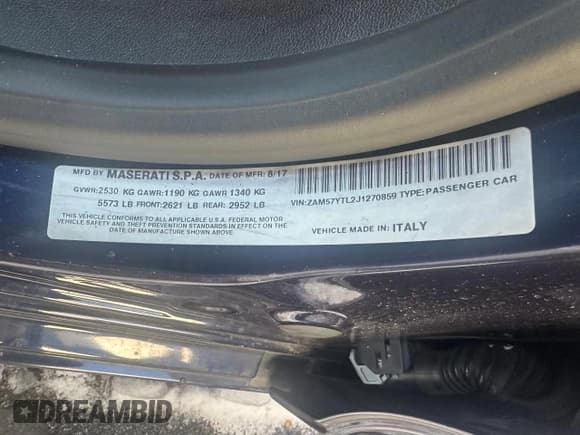 MFD BY MASERATI S.P.A. DATE OF MFR: 8/17
GVWR:2530 KG GAWR:1190 KG GAWR 1340 KG
5573 LB FRONT:2621 LB REAR: 2952 LB
THIS VEHICLE CONFORMS TO ALL APPLICABLE U.S.A. FEDERAL MOTOR
VEHICLE SAFETY AND THEFT PREVENTION STANDARDS IN EFFECT ON
THE DATE OF MANUFACTURE SHOWN ABOVE.
VIN:ZAM57YTL2J1270859 TYPE:PASSENGER CAR
VEHICLE MADE IN: ITALY
DREAMBID